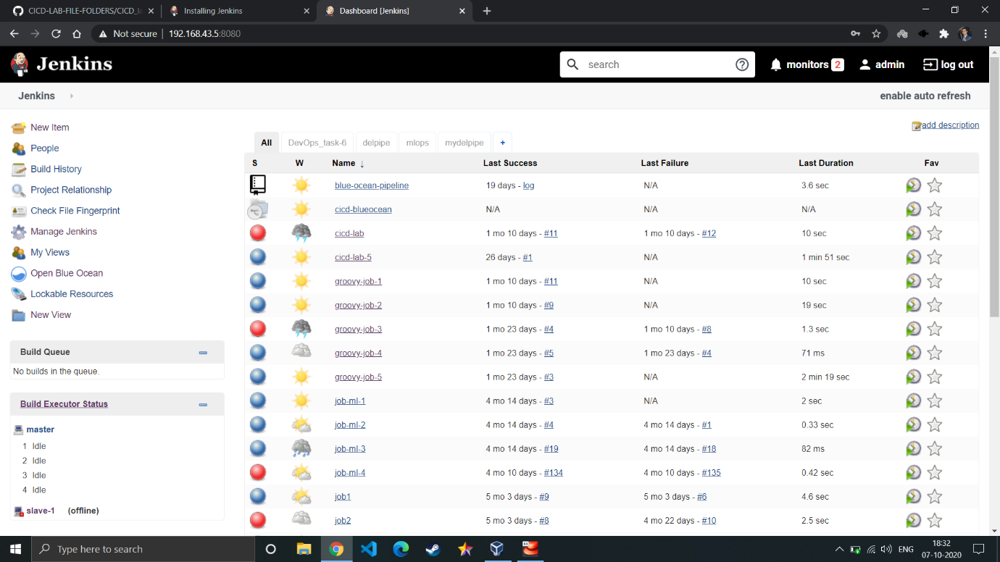 CICD-LAB-FILE-FOLDERS/CICD_la
Installing Jenkins
Dashboard [Jenkins]
Not secure 192.168.43.5:8080
Jenkins search monitors 2 admin log out
Jenkins enable auto refresh
add description
New Item
People
Build History
Project Relationship
Check File Fingerprint
Manage Jenkins
My Views
Open Blue Ocean
Lockable Resources
New View
Build Queue
No builds in the queue.
Build Executor Status
master
1 Idle
2 Idle
3 Idle
4 Idle
slave-1 (offline)
All DevOps_task-6 delpipe mlops mydelpipe +
S W Name ↓ Last Success Last Failure Last Duration Fav
blue-ocean-pipeline 19 days - log N/A 3.6 sec
cicd-blueocean N/A N/A N/A
cicd-lab 1 mo 10 days - #11 1 mo 10 days - #12 10 sec
cicd-lab-5 26 days - #1 N/A 1 min 51 sec
groovy-job-1 1 mo 10 days - #11 N/A 10 sec
groovy-job-2 1 mo 10 days - #9 N/A 19 sec
groovy-job-3 1 mo 23 days - #4 1 mo 10 days - #8 1.3 sec
groovy-job-4 1 mo 23 days - #5 1 mo 23 days - #4 71 ms
groovy-job-5 1 mo 23 days - #3 N/A 2 min 19 sec
job-ml-1 4 mo 14 days - #3 N/A 2 sec
job-ml-2 4 mo 14 days - #4 4 mo 14 days - #1 0.33 sec
job-ml-3 4 mo 14 days - #19 4 mo 14 days - #18 82 ms
job-ml-4 4 mo 10 days - #134 4 mo 10 days - #135 0.42 sec
job1 5 mo 3 days - #9 5 mo 3 days - #6 4.6 sec
job2 5 mo 3 days - #8 4 mo 22 days - #10 2.5 sec
Type here to search
ENG
18:32
07-10-2020